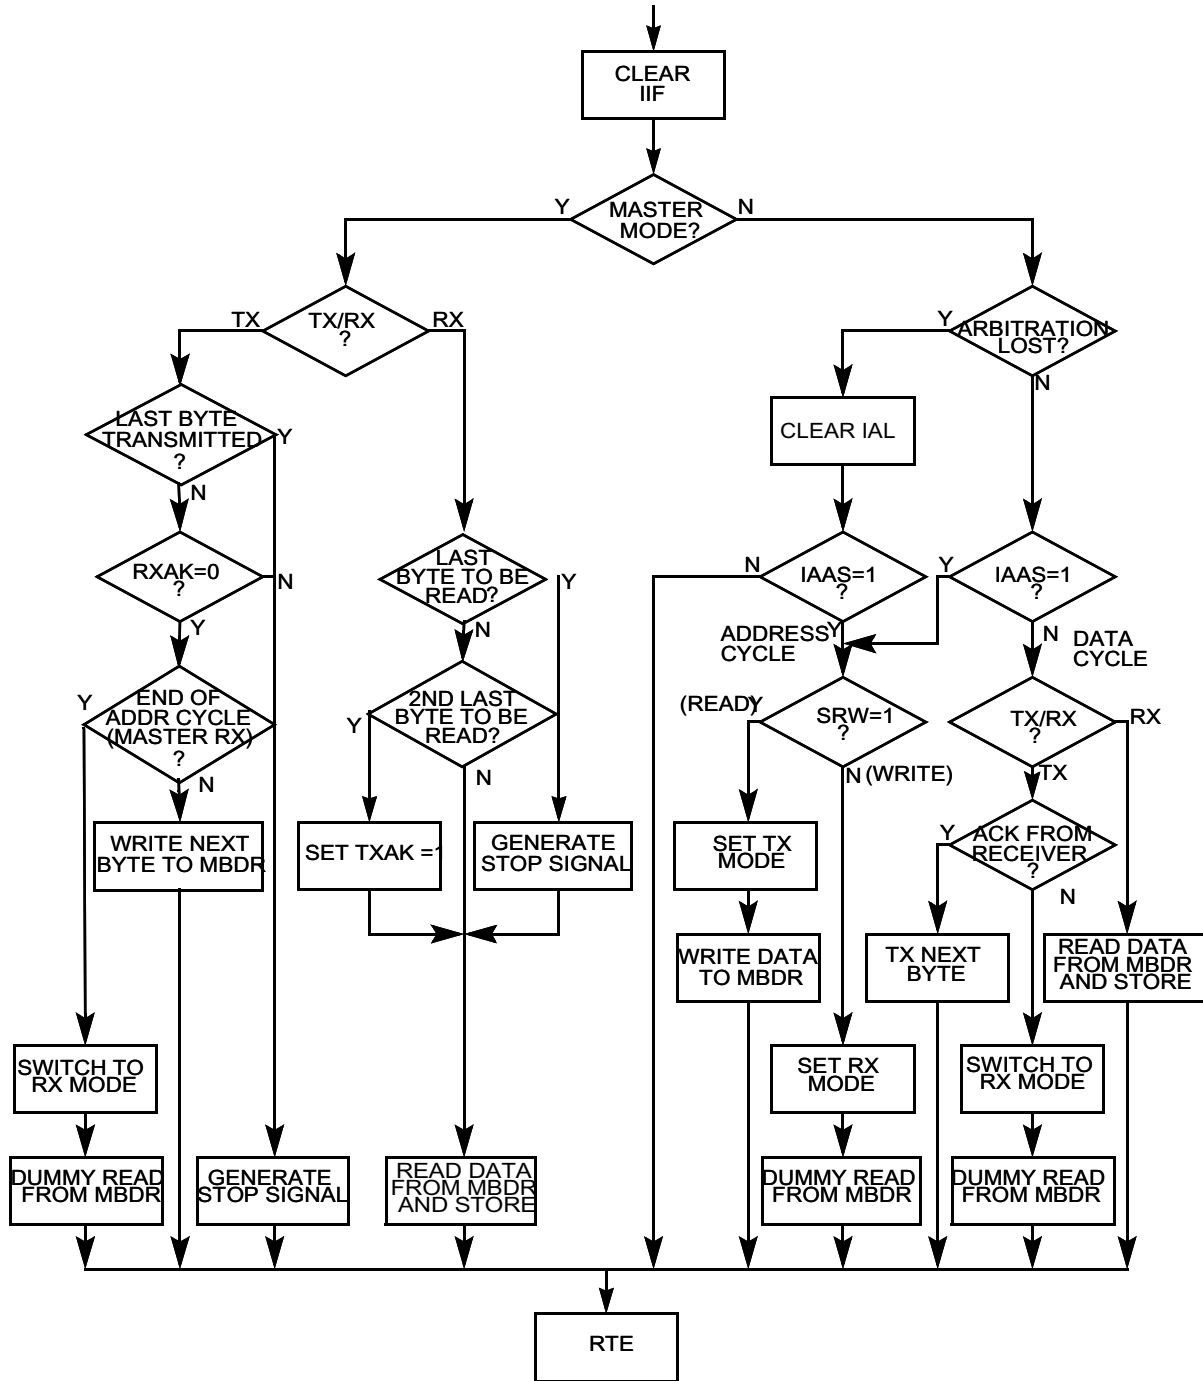 CLEAR
IIF
Y
MASTER
MODE?
N
TX
TX/RX
?
RX
Y
ARBITRATION
LOST?
N
LAST BYTE
TRANSMITTED
?
Y
N
CLEAR IAL
RXAK=0
?
N
Y
LAST
BYTE TO BE
READ?
Y
N
N
IAAS=1
?
Y
Y
IAAS=1
?
N
ADDRESS
CYCLE
DATA
CYCLE
Y
END OF
ADDR CYCLE
(MASTER RX)
?
N
Y
2ND LAST
BYTE TO BE
READ?
N
(READ)
Y
SRW=1
?
N
(WRITE)
TX/RX
?
RX
TX
WRITE NEXT
BYTE TO MBDR
SET TXAK =1
GENERATE
STOP SIGNAL
SET TX
MODE
Y
ACK FROM
RECEIVER
?
N
WRITE DATA
TO MBDR
TX NEXT
BYTE
READ DATA
FROM MBDR
AND STORE
SWITCH TO
RX MODE
SET RX
MODE
SWITCH TO
RX MODE
DUMMY READ
FROM MBDR
GENERATE
STOP SIGNAL
READ DATA
FROM MBDR
AND STORE
DUMMY READ
FROM MBDR
DUMMY READ
FROM MBDR
RTE